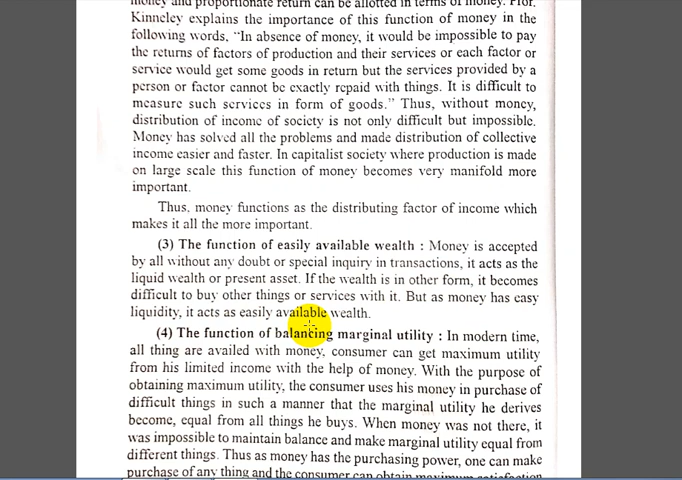 money and proportionate return can be allotted in terms of money. Prof.
Kinneley explains the importance of this function of money in the
following words, "In absence of money, it would be impossible to pay
the returns of factors of production and their services or each factor or
service would get some goods in return but the services provided by a
person or factor cannot be exactly repaid with things. It is difficult to
measure such services in form of goods." Thus, without money,
distribution of income of society is not only difficult but impossible.
Money has solved all the problems and made distribution of collective
income easier and faster. In capitalist society where production is made
on large scale this function of money becomes very manifold more
important.
Thus, money functions as the distributing factor of income which
makes it all the more important.
(3) The function of easily available wealth : Money is accepted
by all without any doubt or special inquiry in transactions, it acts as the
liquid wealth or present asset. If the wealth is in other form, it becomes
difficult to buy other things or services with it. But as money has easy
liquidity, it acts as easily available wealth.
(4) The function of balancing marginal utility : In modern time,
all thing are availed with money, consumer can get maximum utility
from his limited income with the help of money. With the purpose of
obtaining maximum utility, the consumer uses his money in purchase of
difficult things in such a manner that the marginal utility he derives
become, equal from all things he buys. When money was not there, it
was impossible to maintain balance and make marginal utility equal from
different things. Thus as money has the purchasing power, one can make
purchase of any thing and the consumer can obtain maximum satisfaction